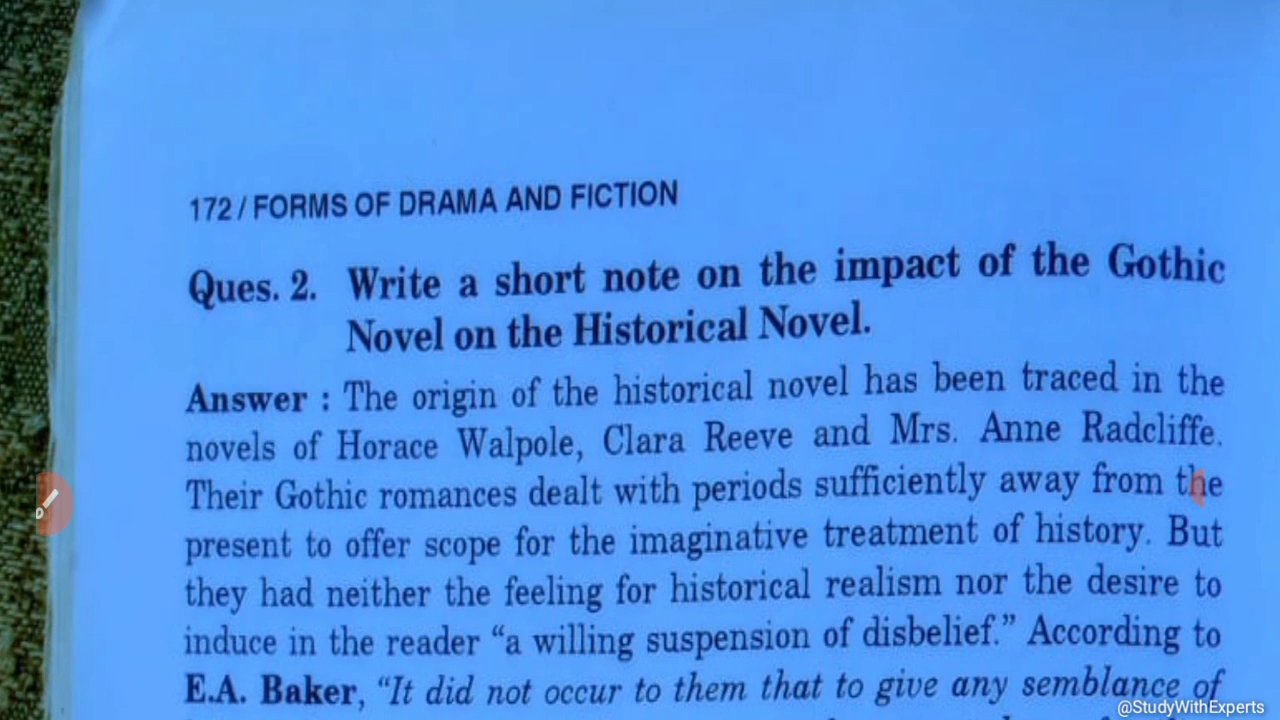 172 / FORMS OF DRAMA AND FICTION
Ques. 2. Write a short note on the impact of the Gothic
Novel on the Historical Novel.
Answer : The origin of the historical novel has been traced in the
novels of Horace Walpole, Clara Reeve and Mrs. Anne Radcliffe.
Their Gothic romances dealt with periods sufficiently away from the
present to offer scope for the imaginative treatment of history. But
they had neither the feeling for historical realism nor the desire to
induce in the reader “a willing suspension of disbelief.” According to
E.A. Baker, “It did not occur to them that to give any semblance of
@StudyWithExperts